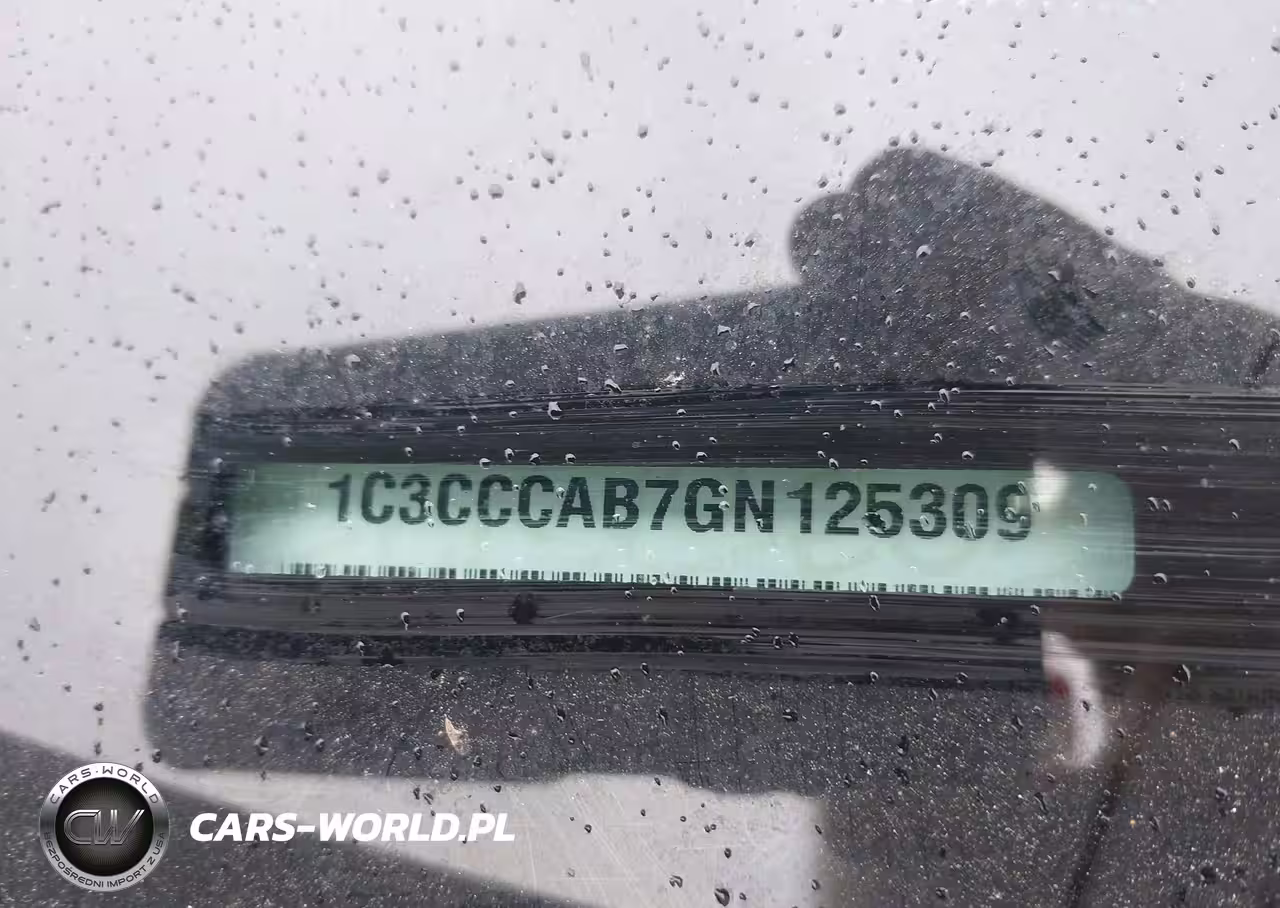 1C3CCCAB7GN125309
CARS-WORLD
CW
BEZPOŚREDNI IMPORT Z USA
CARS-WORLD.PL